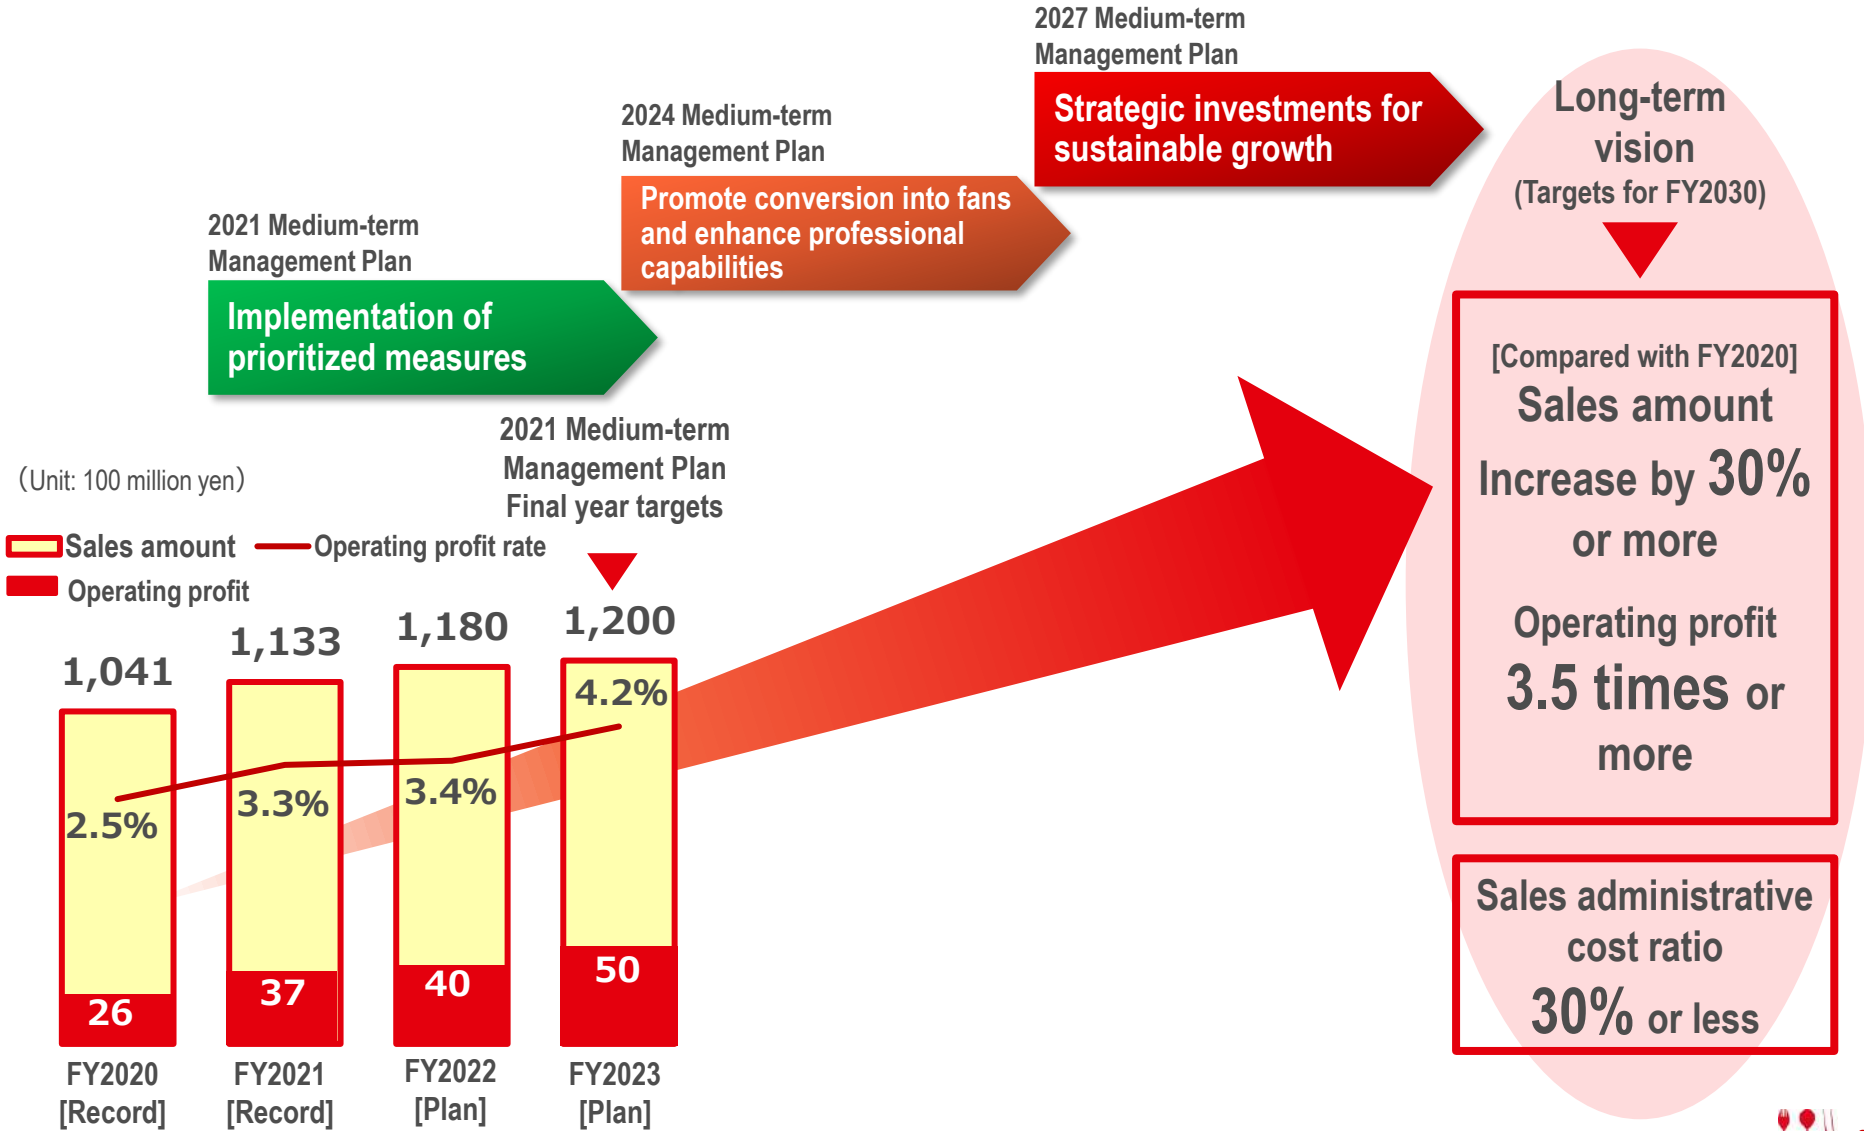 2027 Medium-term
Management Plan
Strategic investments for
sustainable growth
2024 Medium-term
Management Plan
Promote conversion into fans
and enhance professional
capabilities
2021 Medium-term
Management Plan
Implementation of
prioritized measures
2021 Medium-term
Management Plan
Final year targets
(Unit: 100 million yen)
Sales amount
Operating profit rate
Operating profit
1,041
1,133
1,180
1,200
2.5%
3.3%
3.4%
4.2%
26
37
40
50
FY2020
[Record]
FY2021
[Record]
FY2022
[Plan]
FY2023
[Plan]
Long-term
vision
(Targets for FY2030)
[Compared with FY2020]
Sales amount
Increase by 30%
or more
Operating profit
3.5 times or
more
Sales administrative
cost ratio
30% or less